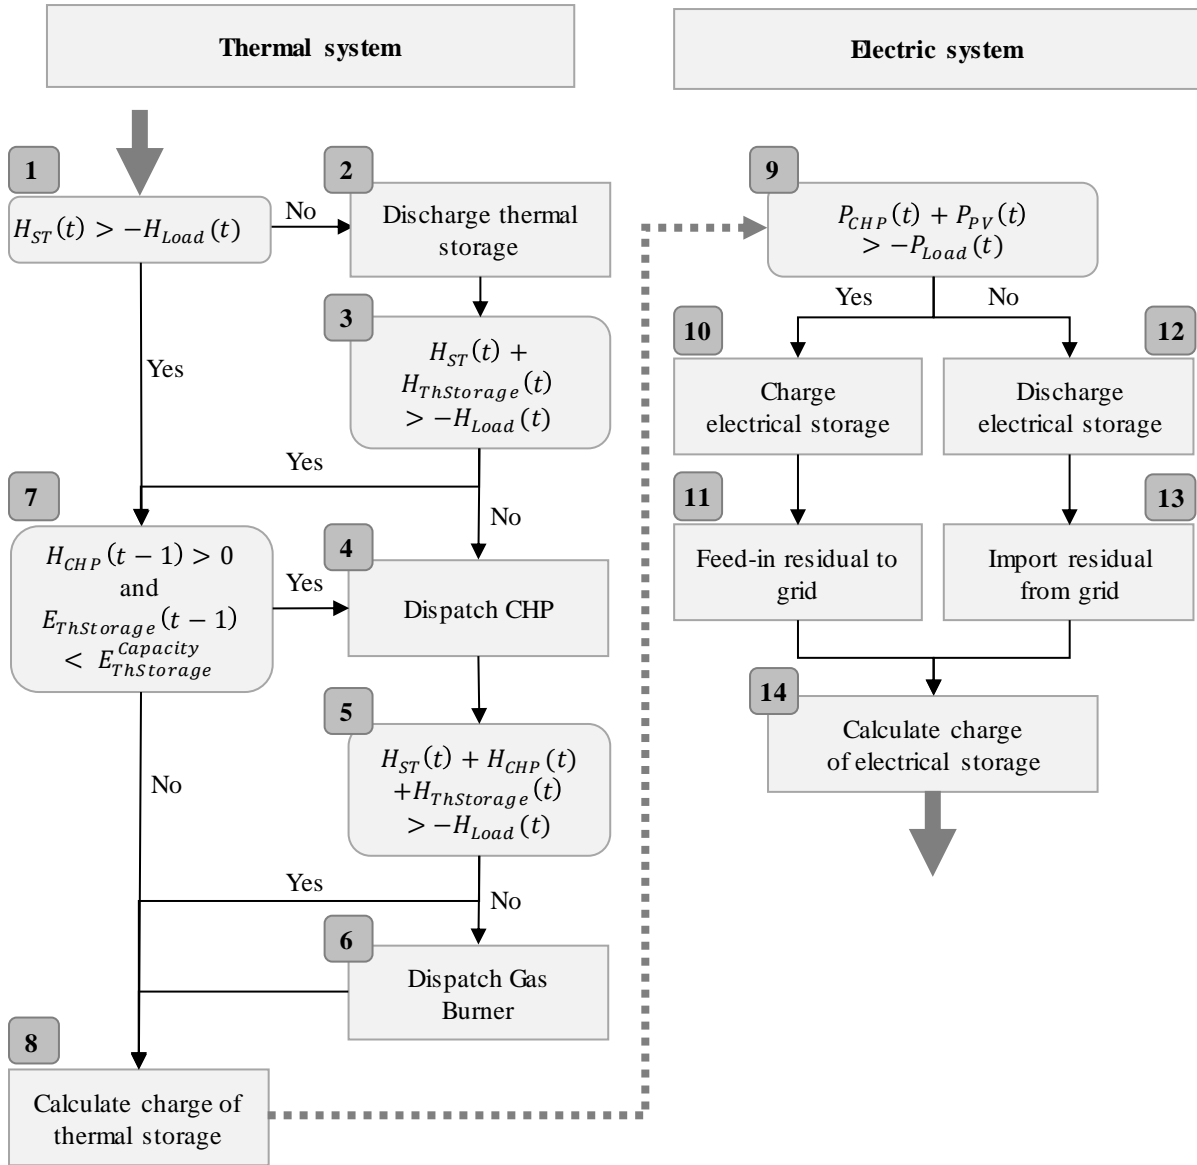 Thermal system
Electric system
1
H_ST(t) > −H_Load(t)
No
Yes
2
Discharge thermal
storage
3
H_ST(t) +
H_ThStorage(t)
> −H_Load(t)
Yes
No
7
H_CHP(t − 1) > 0
and
E_ThStorage(t − 1)
< E_ThStorage^Capacity
Yes
No
4
Dispatch CHP
5
H_ST(t) + H_CHP(t)
+H_ThStorage(t)
> −H_Load(t)
Yes
No
6
Dispatch Gas
Burner
8
Calculate charge of
thermal storage
9
P_CHP(t) + P_PV(t)
> −P_Load(t)
Yes
No
10
Charge
electrical storage
11
Feed-in residual to
grid
12
Discharge
electrical storage
13
Import residual
from grid
14
Calculate charge
of electrical storage